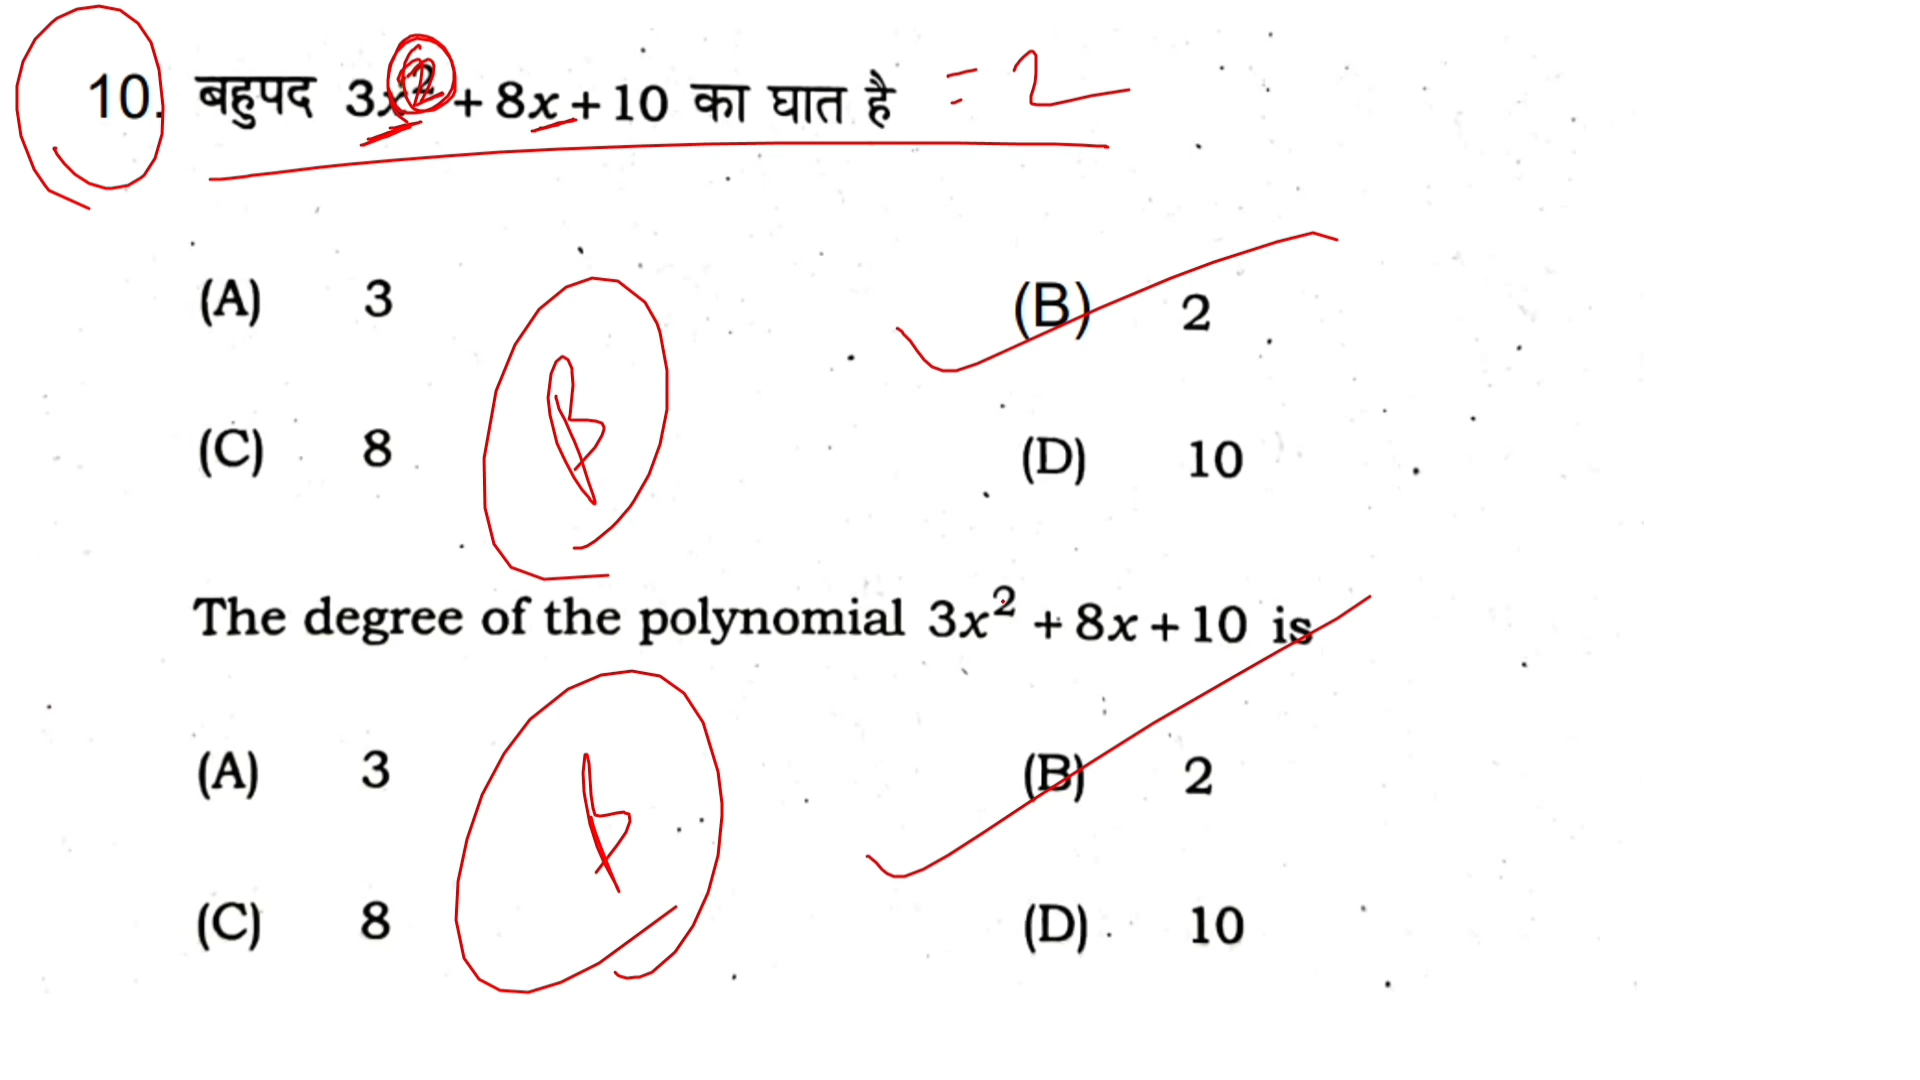 10. बहुपद 3x² + 8x + 10 का घात है = 2
(A) 3 (B) 2
(C) 8 (D) 10
The degree of the polynomial 3x² + 8x + 10 is
(A) 3 (B) 2
(C) 8 (D) 10